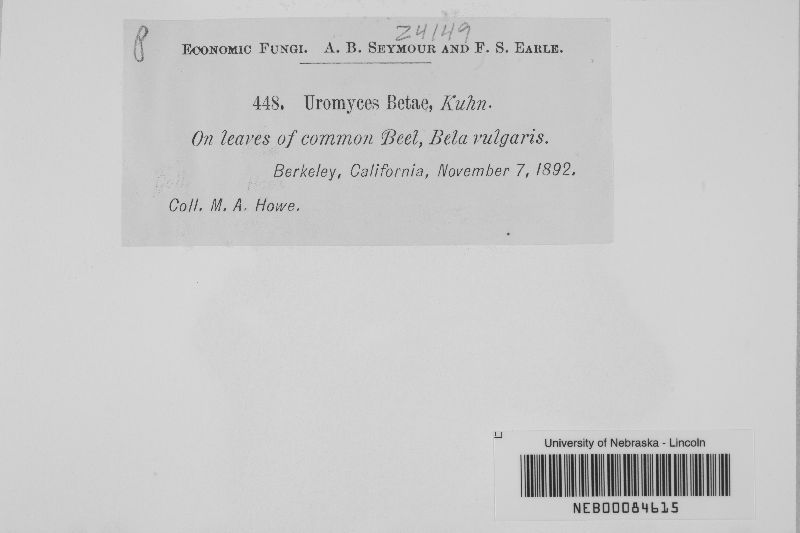 24149
8
Economic Fungi. A. B. Seymour and F. S. Earle.
448. Uromyces Betae, Kuhn.
On leaves of common Beet, Beta vulgaris.
Berkeley, California, November 7, 1892.
Coll. M. A. Howe.
University of Nebraska - Lincoln
NEB00084615